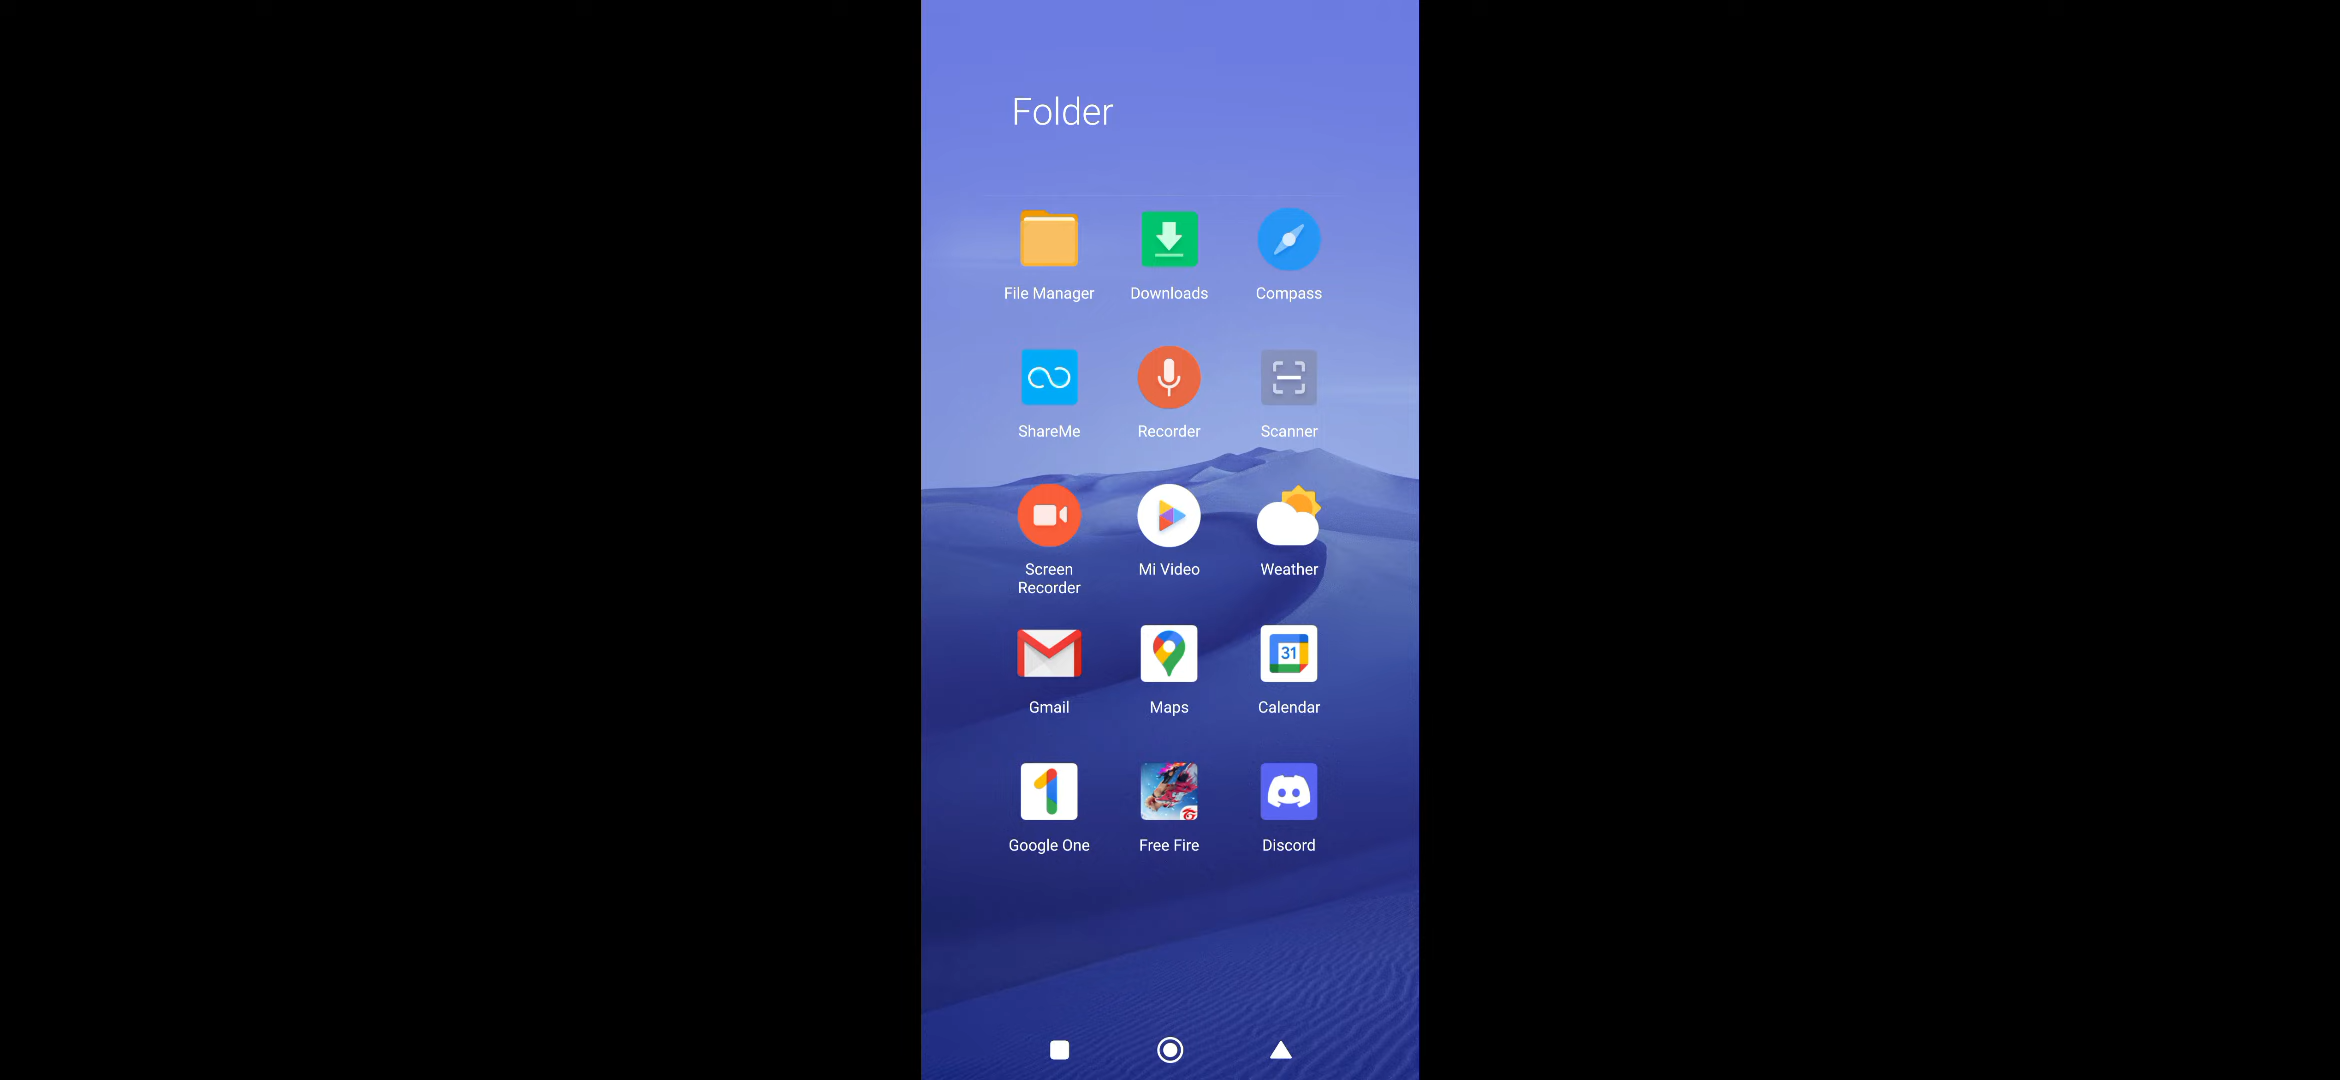 Folder
File Manager
Downloads
Compass
ShareMe
Recorder
Scanner
Screen
Recorder
Mi Video
Weather
Gmail
Maps
31
Calendar
Google One
Free Fire
Discord